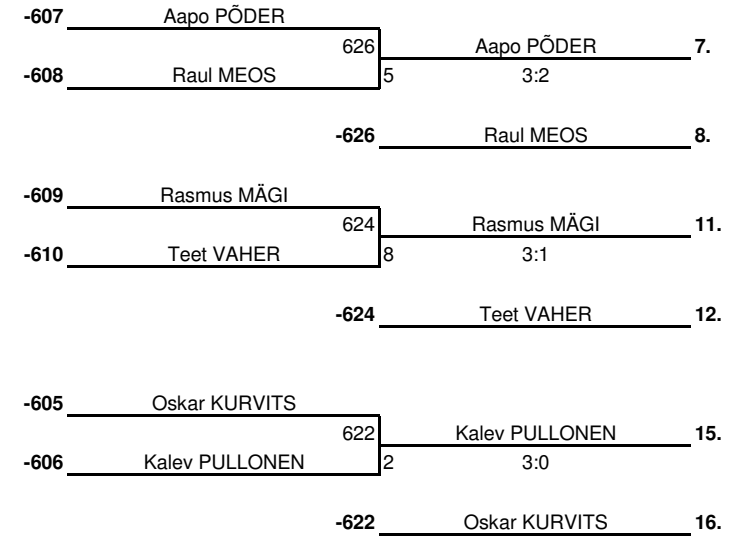 -607 Aapo PÕDER
626 Aapo PÕDER 7.
-608 Raul MEOS 5 3:2
-626 Raul MEOS 8.
-609 Rasmus MÄGI
624 Rasmus MÄGI 11.
-610 Teet VAHER 8 3:1
-624 Teet VAHER 12.
-605 Oskar KURVITS
622 Kalev PULLONEN 15.
-606 Kalev PULLONEN 2 3:0
-622 Oskar KURVITS 16.